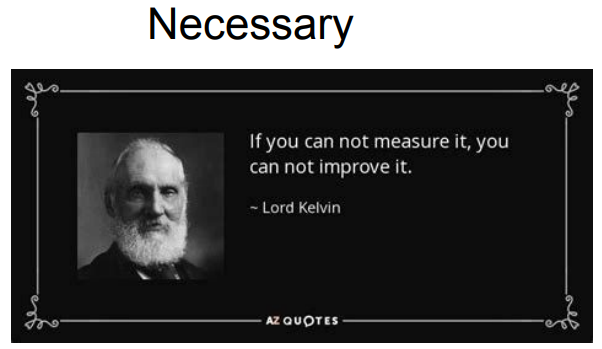 Necessary
If you can not measure it, you
can not improve it.
~ Lord Kelvin
AZ QUOTES